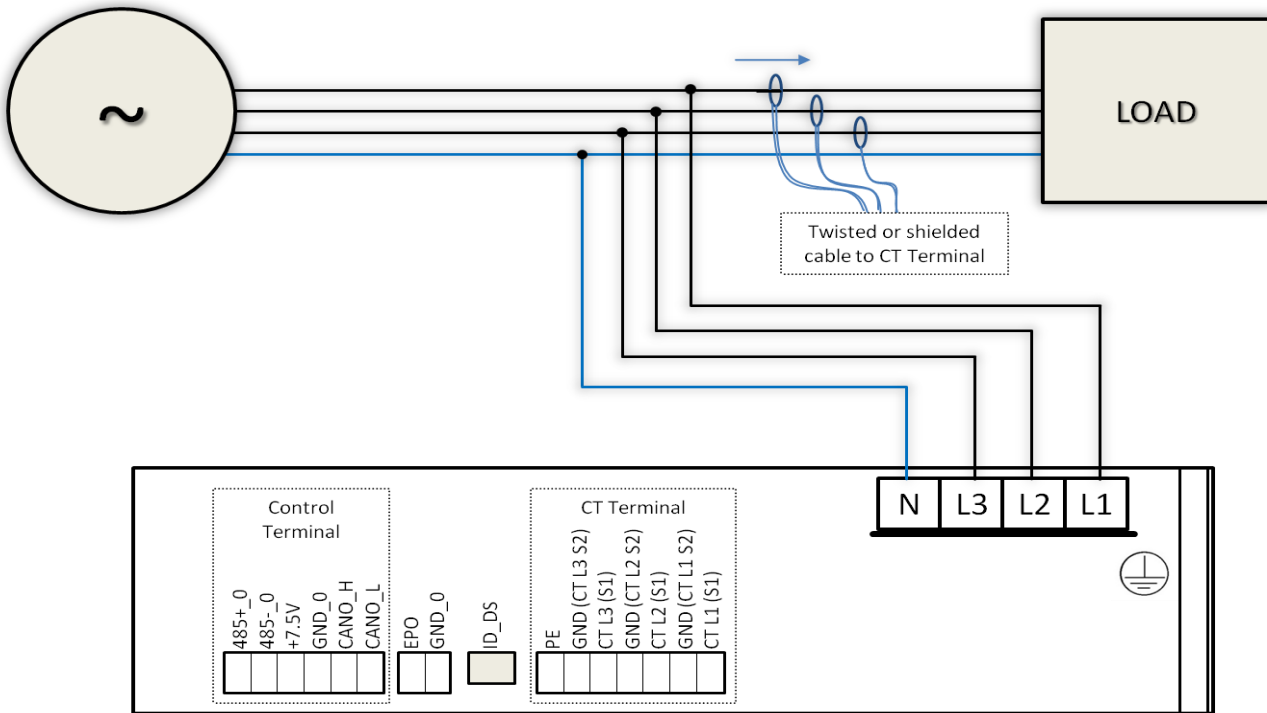 ~
LOAD
Twisted or shielded
cable to CT Terminal
N L3 L2 L1
Control
Terminal
485+_0
485-_0
+7.5V
GND_0
CANO_H
CANO_L
EPO
GND_0
ID_DS
CT Terminal
PE
GND (CT L3 S2)
CT L3 (S1)
GND (CT L2 S2)
CT L2 (S1)
GND (CT L1 S2)
CT L1 (S1)